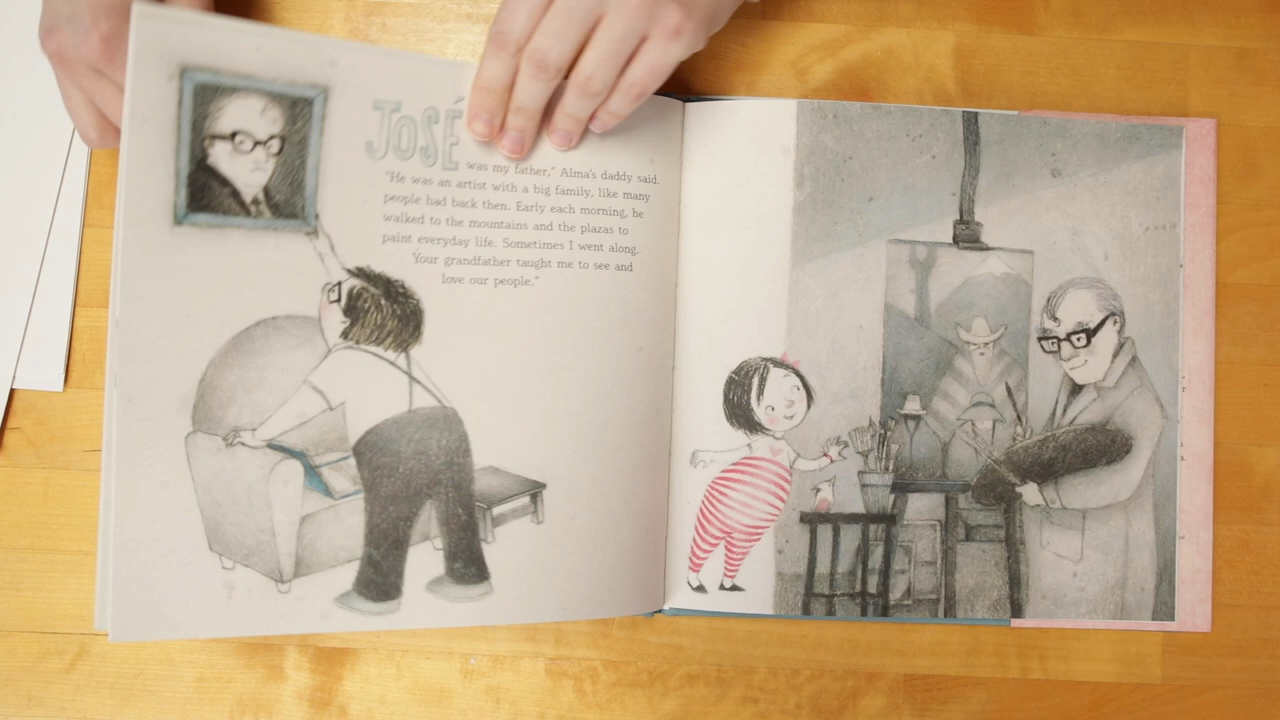 JOSÉ was my father," Alma's daddy said.
"He was an artist with a big family, like many
people had back then. Early each morning, he
walked to the mountains and the plazas to
paint everyday life. Sometimes I went along.
Your grandfather taught me to see and
love our people."